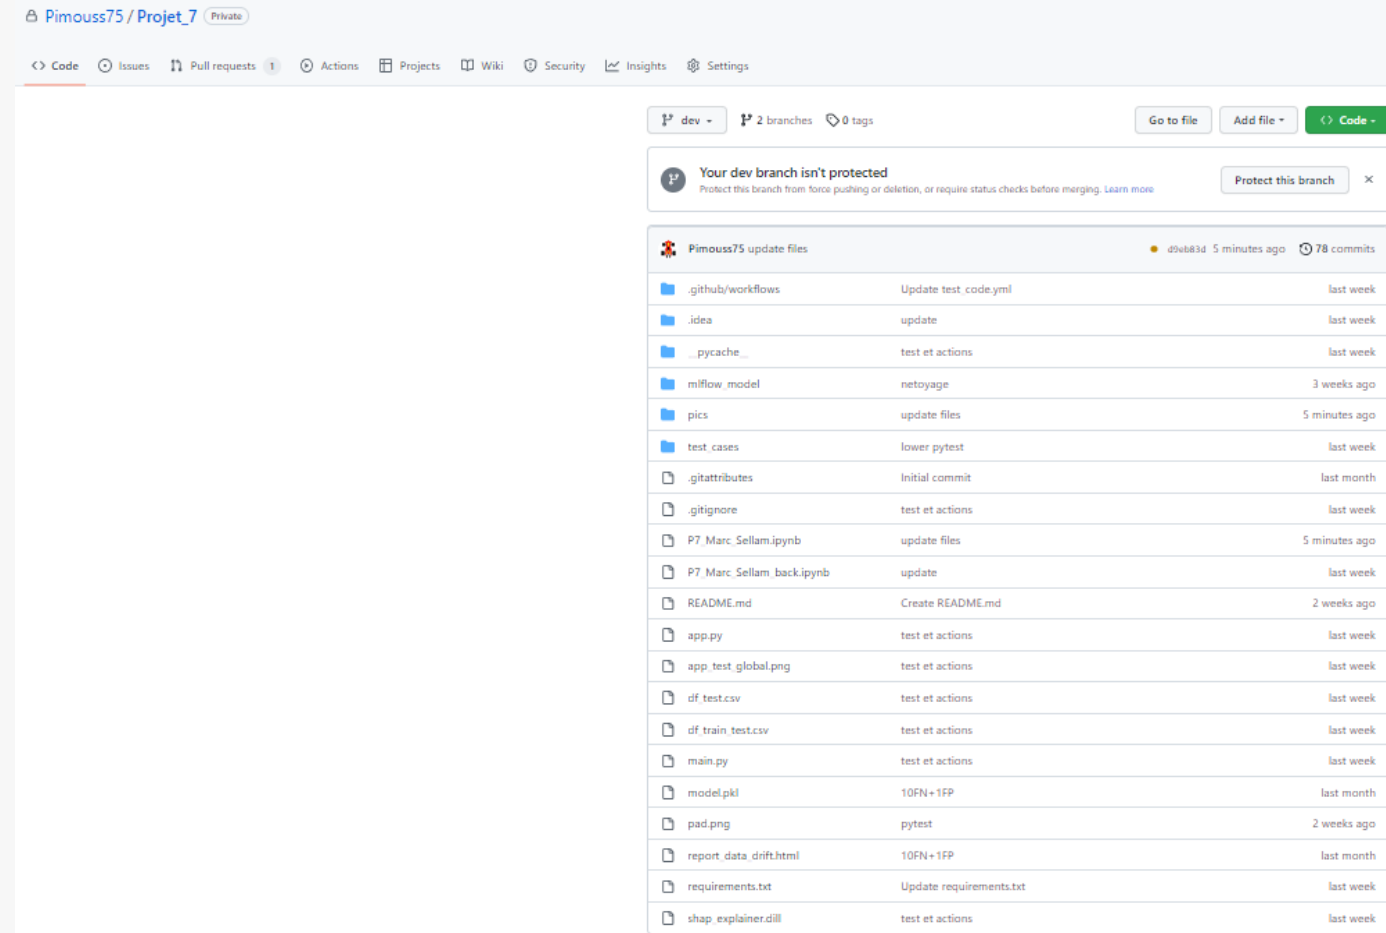 Pimouss75 / Projet_7 Private
Code Issues Pull requests 1 Actions Projects Wiki Security Insights Settings
dev 2 branches 0 tags Go to file Add file Code
Your dev branch isn't protected
Protect this branch from force pushing or deletion, or require status checks before merging. Learn more
Protect this branch
Pimouss75 update files d9eb83d 5 minutes ago 78 commits
.github/workflows Update test_code.yml last week
.idea update last week
__pycache__ test et actions last week
mlflow_model netoyage 3 weeks ago
pics update files 5 minutes ago
test_cases lower pytest last week
.gitattributes Initial commit last month
.gitignore test et actions last week
P7_Marc_Sellam.ipynb update files 5 minutes ago
P7_Marc_Sellam_back.ipynb update last week
README.md Create README.md 2 weeks ago
app.py test et actions last week
app_test_global.png test et actions last week
df_test.csv test et actions last week
df_train_test.csv test et actions last week
main.py test et actions last week
model.pkl 10FN+1FP last month
pad.png pytest 2 weeks ago
report_data_drift.html 10FN+1FP last month
requirements.txt Update requirements.txt last week
shap_explainer.dill test et actions last week